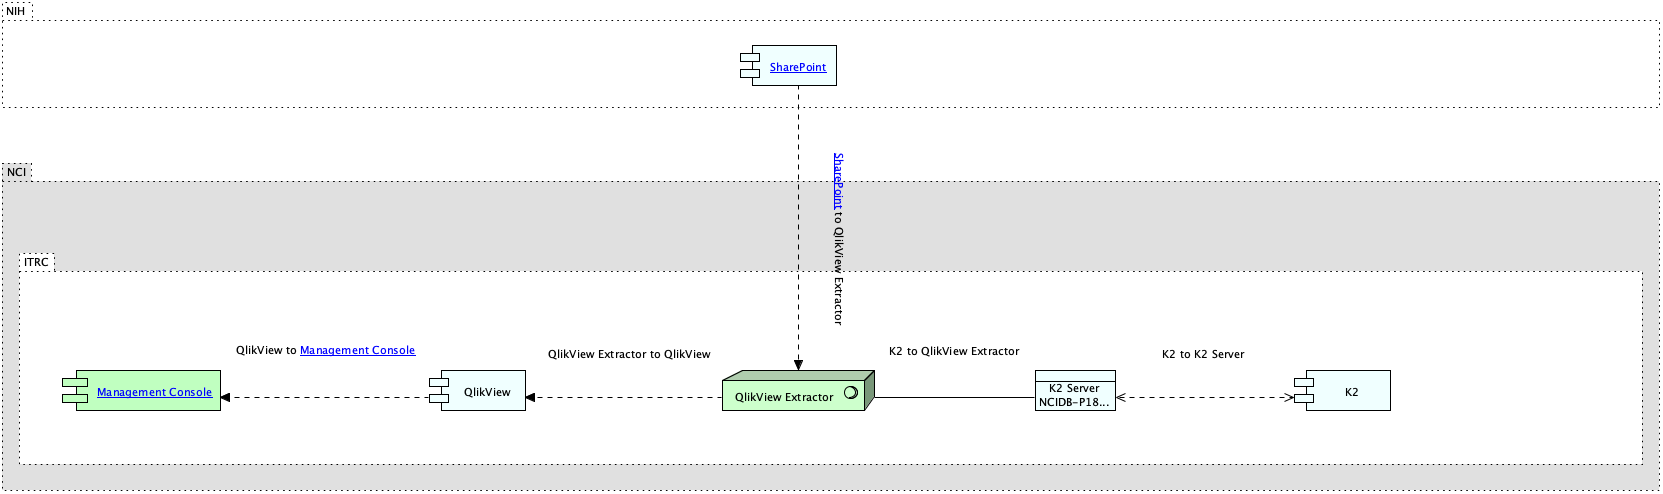 NIH
SharePoint
NCI
SharePoint to QlikView Extractor
ITRC
QlikView to Management Console
QlikView Extractor to QlikView
K2 to QlikView Extractor
K2 to K2 Server
Management Console
QlikView
QlikView Extractor
K2 Server
NCIDB-P18...
K2